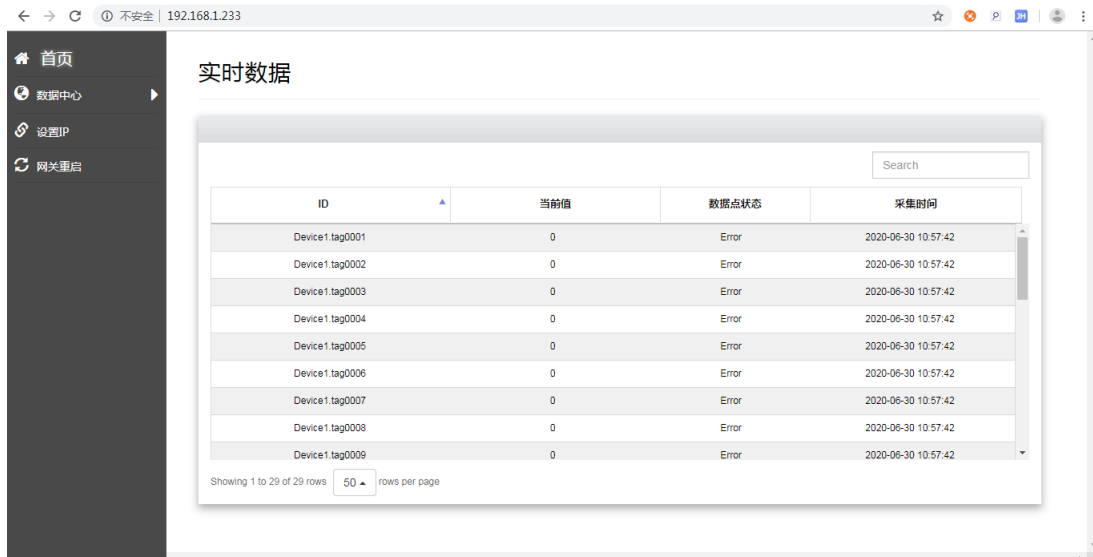 不安全 192.168.1.233
JH
首页
数据中心
设置IP
网关重启
实时数据
Search
ID 当前值 数据点状态 采集时间
Device1.tag0001 0 Error 2020-06-30 10:57:42
Device1.tag0002 0 Error 2020-06-30 10:57:42
Device1.tag0003 0 Error 2020-06-30 10:57:42
Device1.tag0004 0 Error 2020-06-30 10:57:42
Device1.tag0005 0 Error 2020-06-30 10:57:42
Device1.tag0006 0 Error 2020-06-30 10:57:42
Device1.tag0007 0 Error 2020-06-30 10:57:42
Device1.tag0008 0 Error 2020-06-30 10:57:42
Device1.tag0009 0 Error 2020-06-30 10:57:42
Showing 1 to 29 of 29 rows 50 rows per page